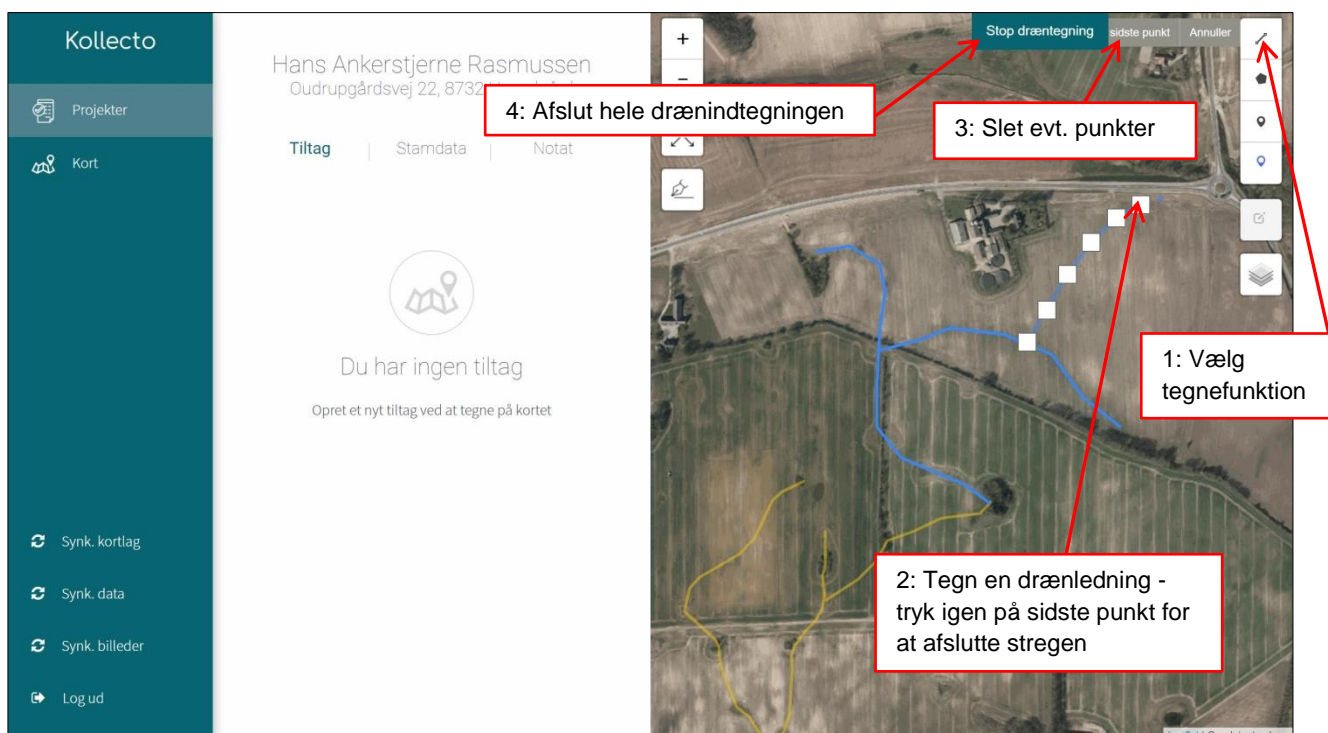 Kollecto
Projekter
Kort
Synk. kortlag
Synk. data
Synk. billeder
Log ud
Hans Ankerstjerne Rasmussen
Oudrupgårdsvej 22, 8732
Tiltag
Stamdata
Notat
Du har ingen tiltag
Opret et nyt tiltag ved at tegne på kortet
+
−
Stop dræntegning
sidste punkt
Annuller
4: Afslut hele drænindtegningen
3: Slet evt. punkter
1: Vælg
tegnefunktion
2: Tegn en drænledning -
tryk igen på sidste punkt for
at afslutte stregen